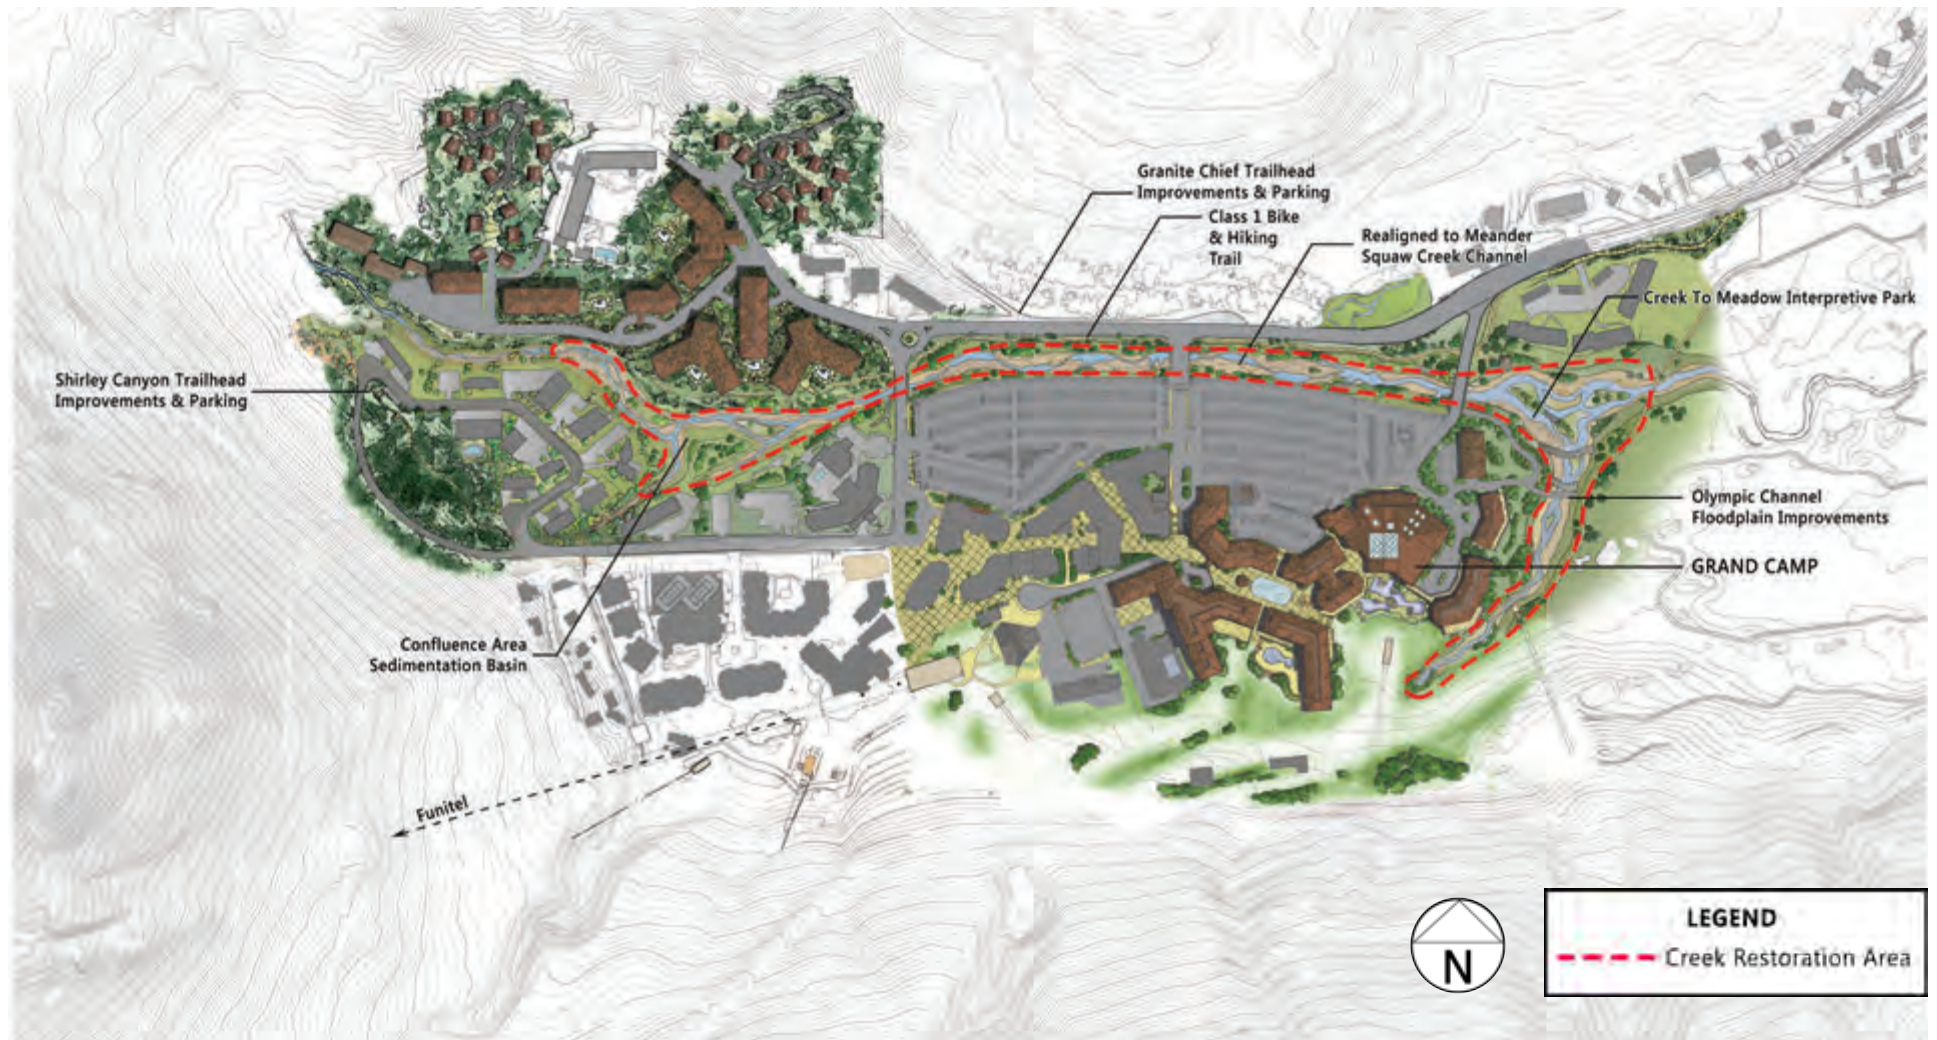 Granite Chief Trailhead
Improvements & Parking
Class 1 Bike
& Hiking
Trail
Realigned to Meander
Squaw Creek Channel
Creek To Meadow Interpretive Park
Shirley Canyon Trailhead
Improvements & Parking
Olympic Channel
Floodplain Improvements
GRAND CAMP
Confluence Area
Sedimentation Basin
Funitel
N
LEGEND
Creek Restoration Area